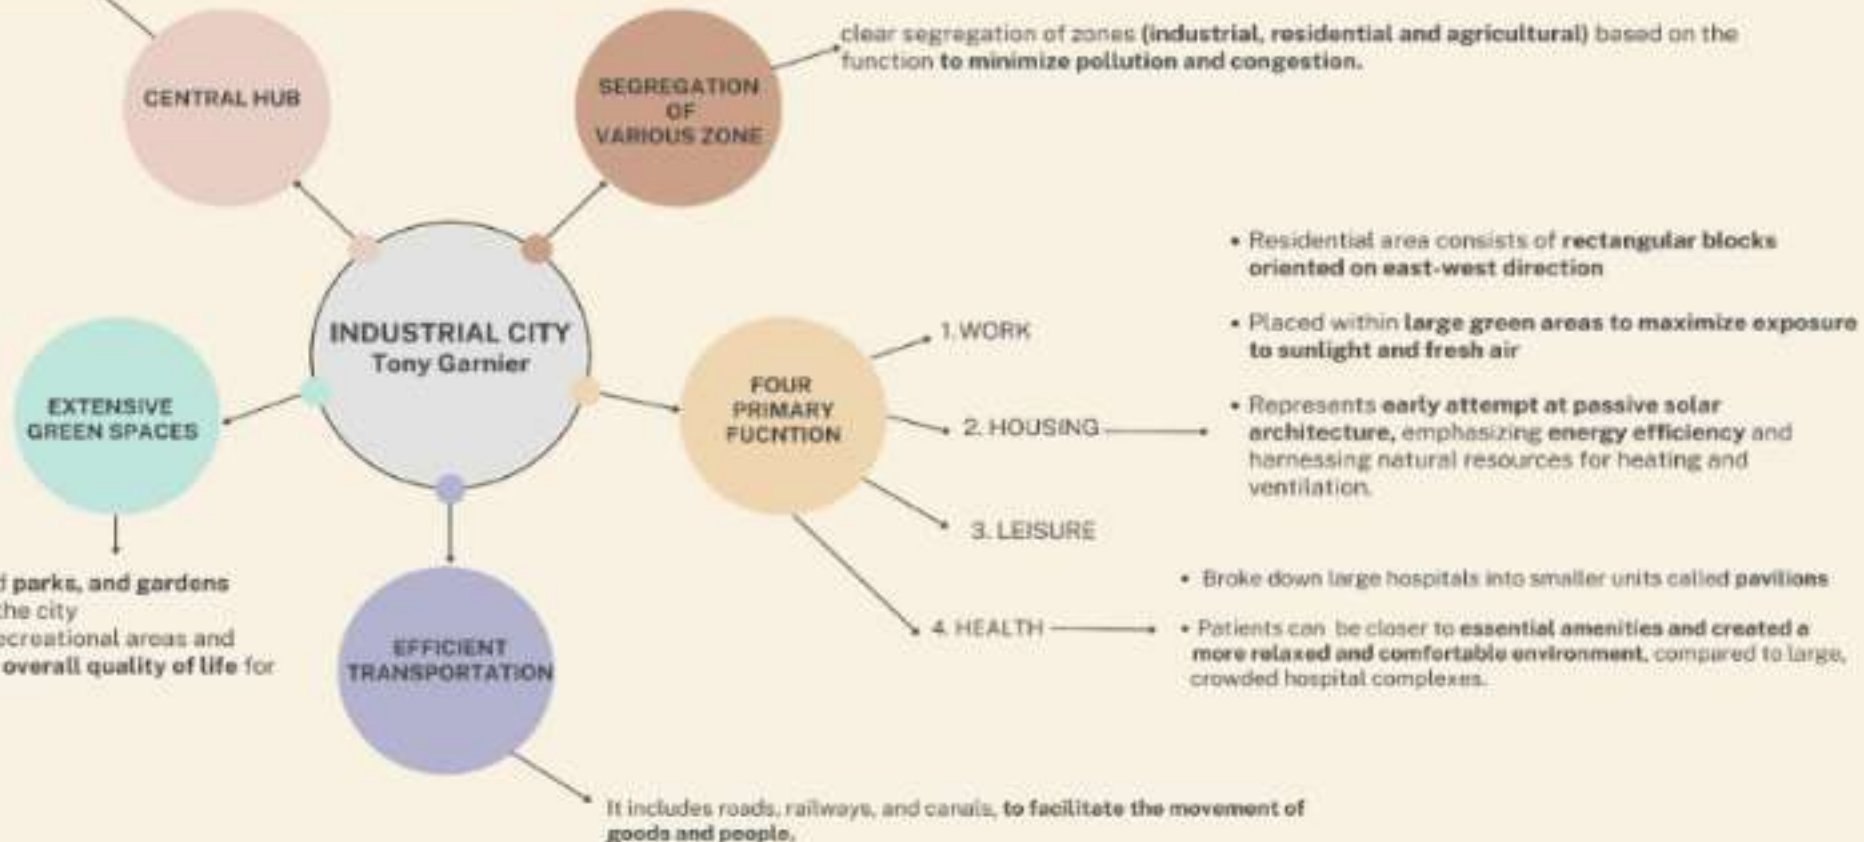 CENTRAL HUB
SEGREGATION
OF
VARIOUS ZONE
clear segregation of zones (industrial, residential and agricultural) based on the
function to minimize pollution and congestion.
INDUSTRIAL CITY
Tony Garnier
EXTENSIVE
GREEN SPACES
parks, and gardens
the city
recreational areas and
overall quality of life for
EFFICIENT
TRANSPORTATION
It includes roads, railways, and canals, to facilitate the movement of
goods and people.
FOUR
PRIMARY
FUCNTION
1. WORK
2. HOUSING
• Residential area consists of rectangular blocks
oriented on east-west direction
• Placed within large green areas to maximize exposure
to sunlight and fresh air
• Represents early attempt at passive solar
architecture, emphasizing energy efficiency and
harnessing natural resources for heating and
ventilation.
3. LEISURE
4. HEALTH
• Broke down large hospitals into smaller units called pavilions
• Patients can be closer to essential amenities and created a
more relaxed and comfortable environment, compared to large,
crowded hospital complexes.